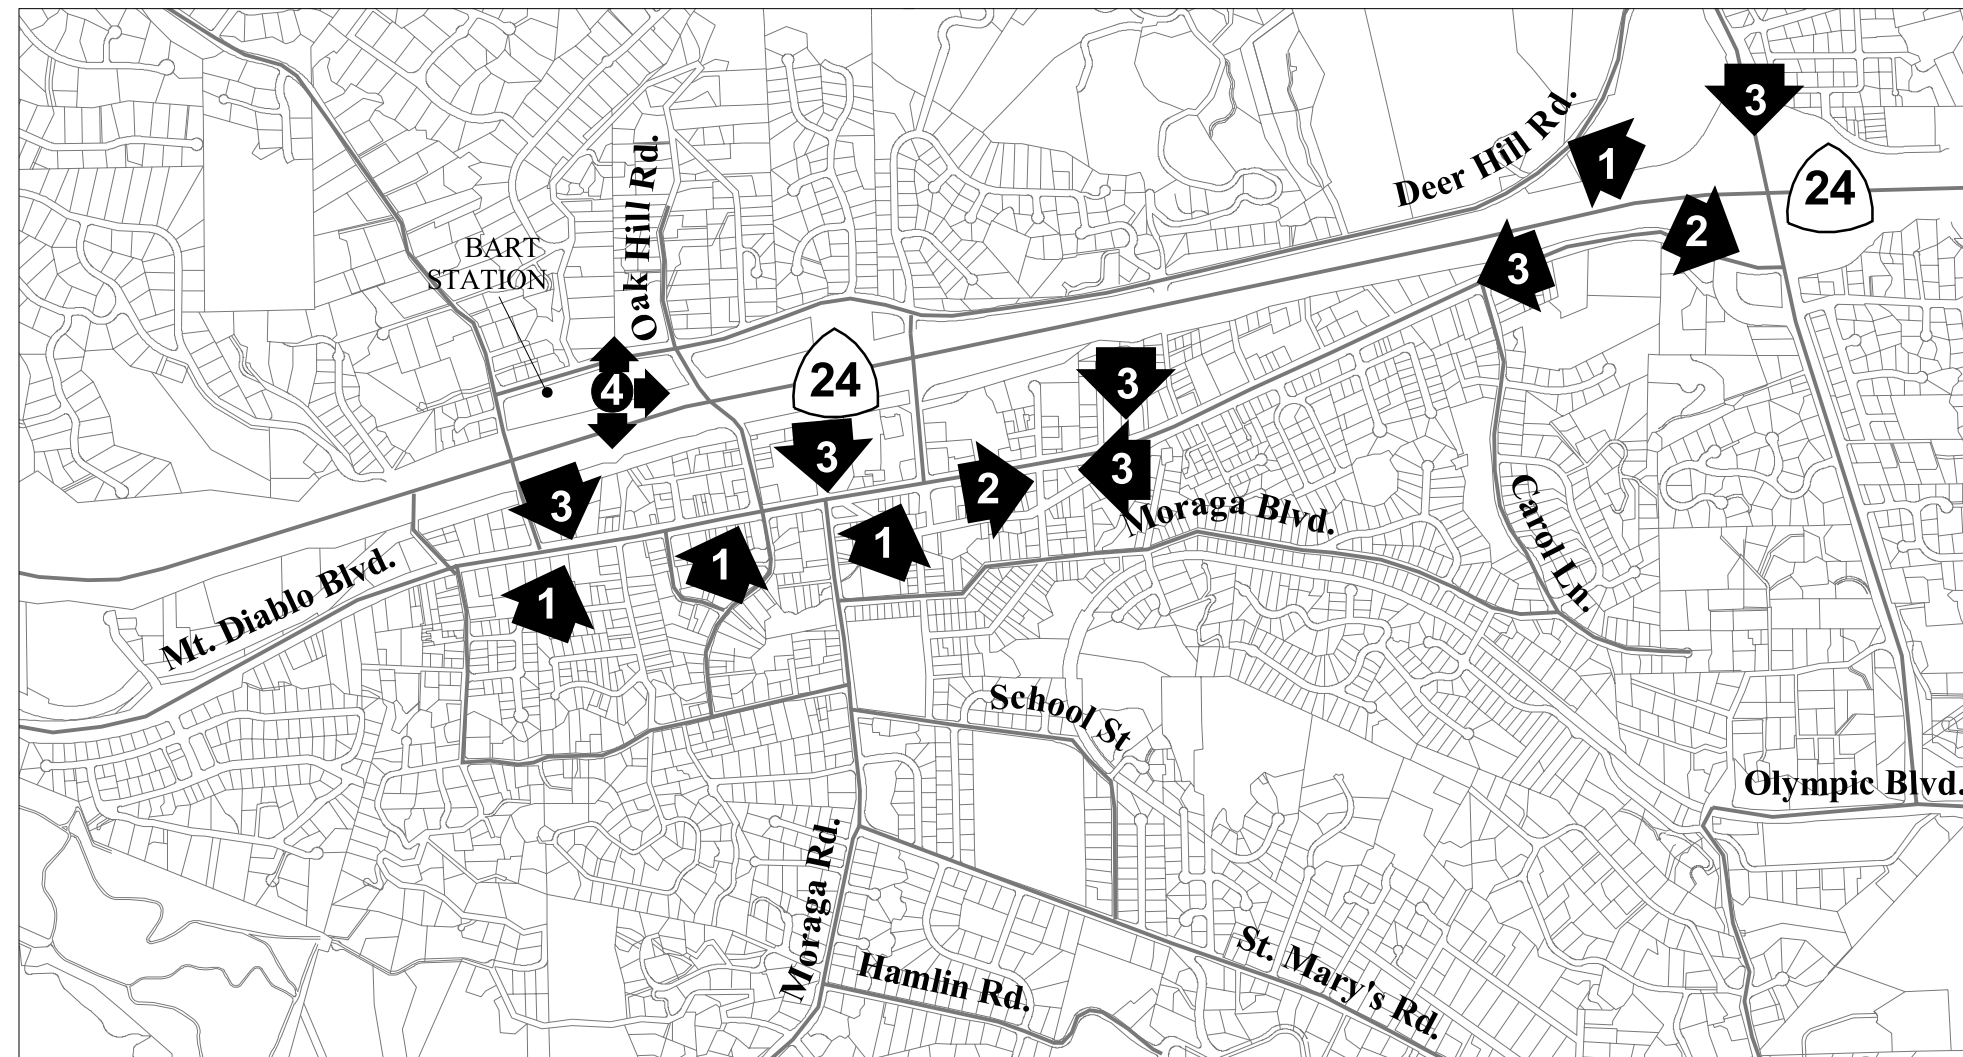 3
Deer Hill Rd.
1
24
Oak Hill Rd.
2
BART
STATION
3
24
4
3
3
3
2
3
Moraga Blvd.
Carol Ln.
1
1
1
Mt. Diablo Blvd.
School St
Olympic Blvd.
Moraga Rd.
Hamlin Rd.
St. Mary's Rd.